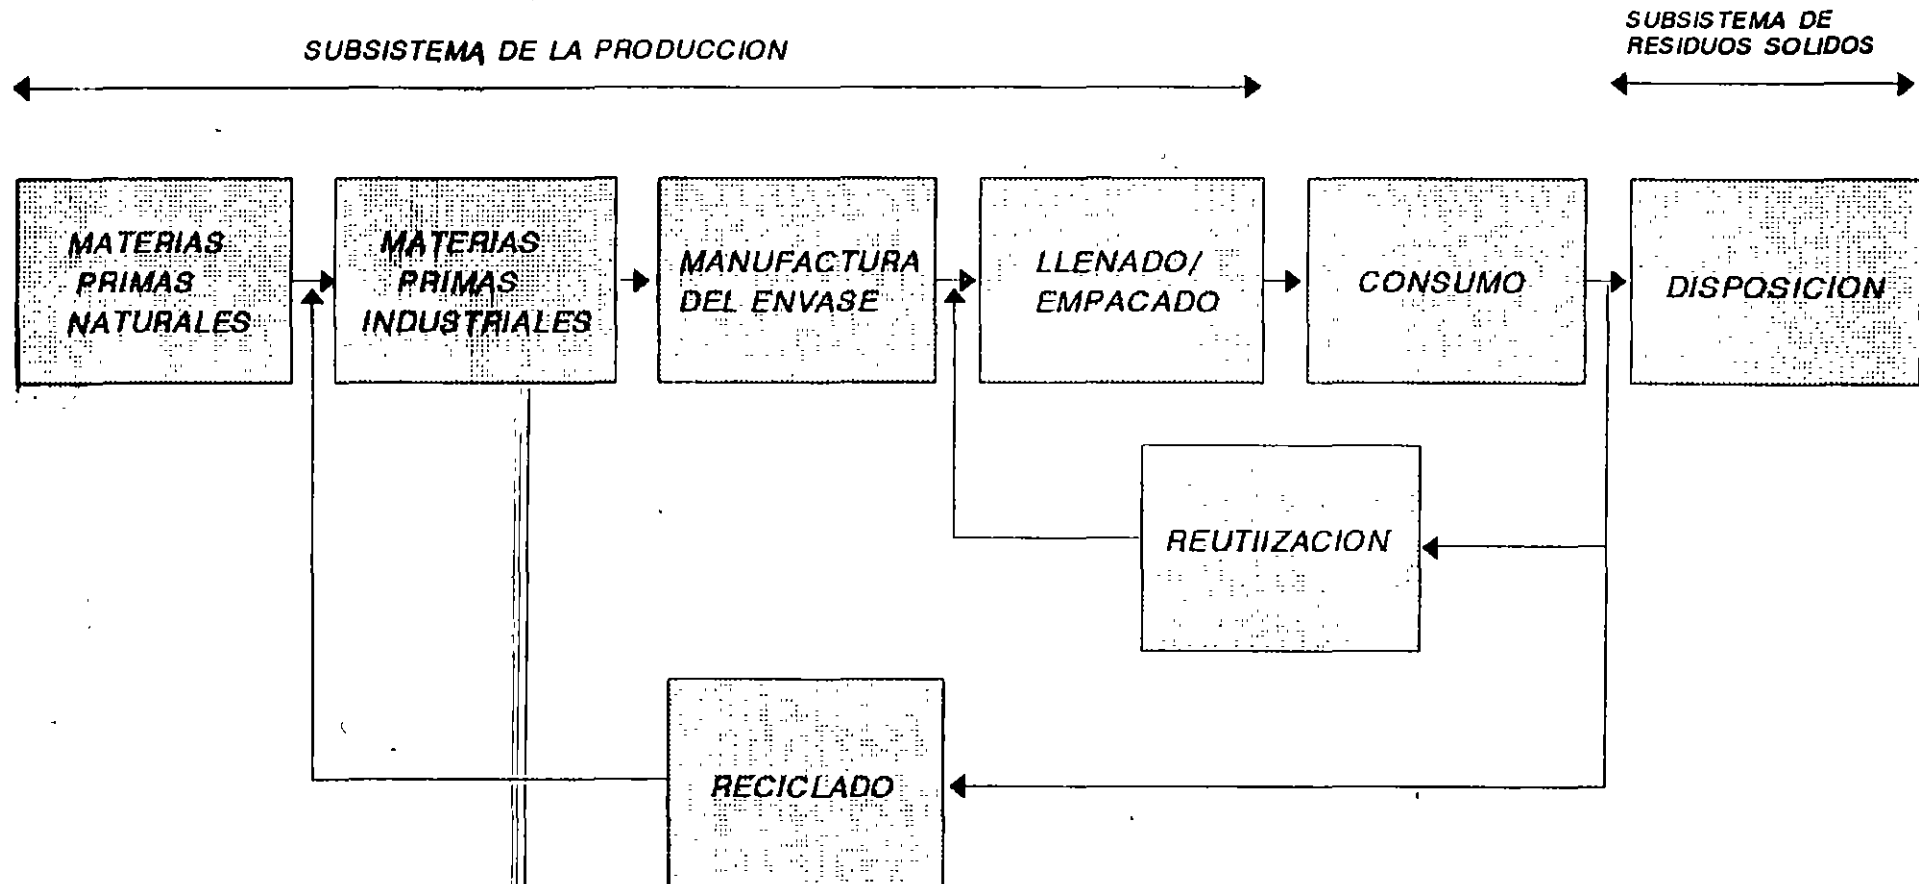 SUBSISTEMA DE LA PRODUCCION
SUBSISTEMA DE
RESIDUOS SOLIDOS
MATERIAS
PRIMAS
NATURALES
MATERIAS
PRIMAS
INDUSTRIALES
MANUFACTURA
DEL ENVASE
LLENADO/
EMPACADO
CONSUMO
DISPOSICION
REUTIIZACION
RECICLADO